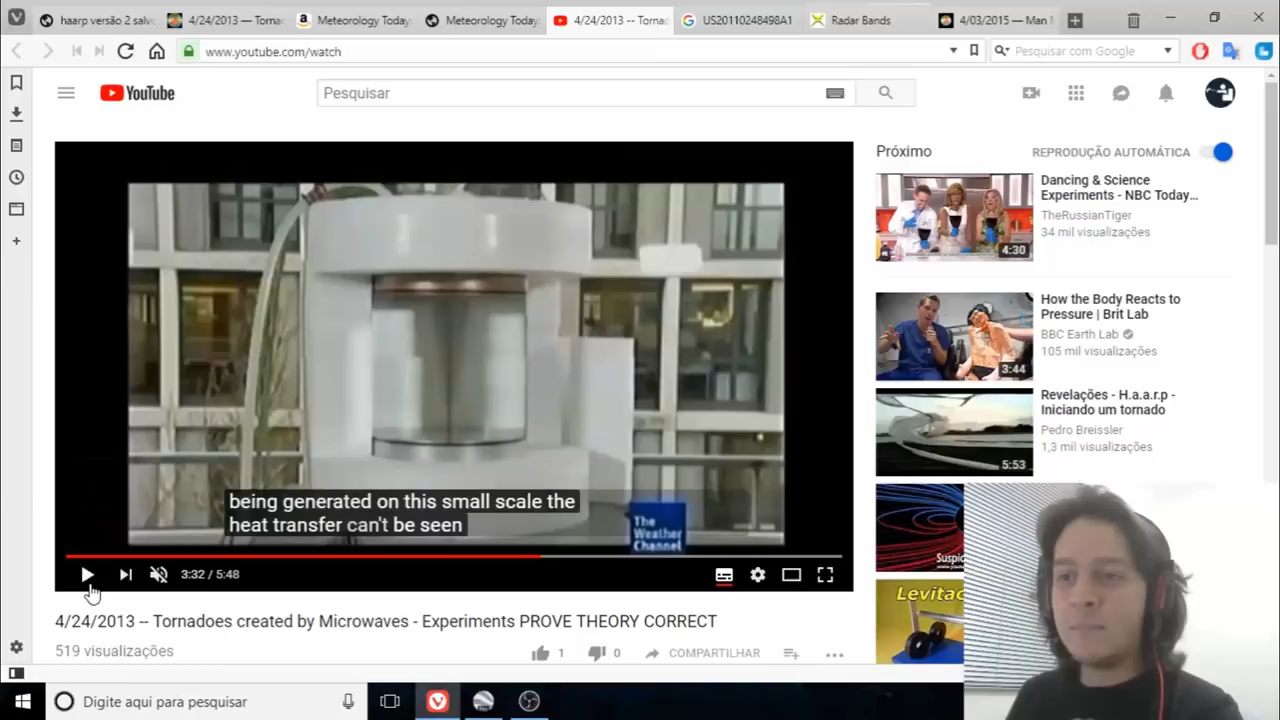 haarp versão 2 salvo
4/24/2013 — Torna
Meteorology Today:
Meteorology Today:
4/24/2013 -- Tornado
US20110248498A1
Radar Bands
4/03/2015 — Man M
www.youtube.com/watch
Pesquisar com Google
YouTube
Pesquisar
Próximo
REPRODUÇÃO AUTOMÁTICA
Dancing & Science
Experiments - NBC Today...
TheRussianTiger
34 mil visualizações
4:30
How the Body Reacts to
Pressure | Brit Lab
BBC Earth Lab
105 mil visualizações
3:44
Revelações - H.a.a.r.p -
Iniciando um tornado
Pedro Breissler
1,3 mil visualizações
5:53
being generated on this small scale the
heat transfer can't be seen
The
Weather
Channel
3:32 / 5:48
4/24/2013 -- Tornadoes created by Microwaves - Experiments PROVE THEORY CORRECT
519 visualizações
1
0
COMPARTILHAR
Levitac
Digite aqui para pesquisar